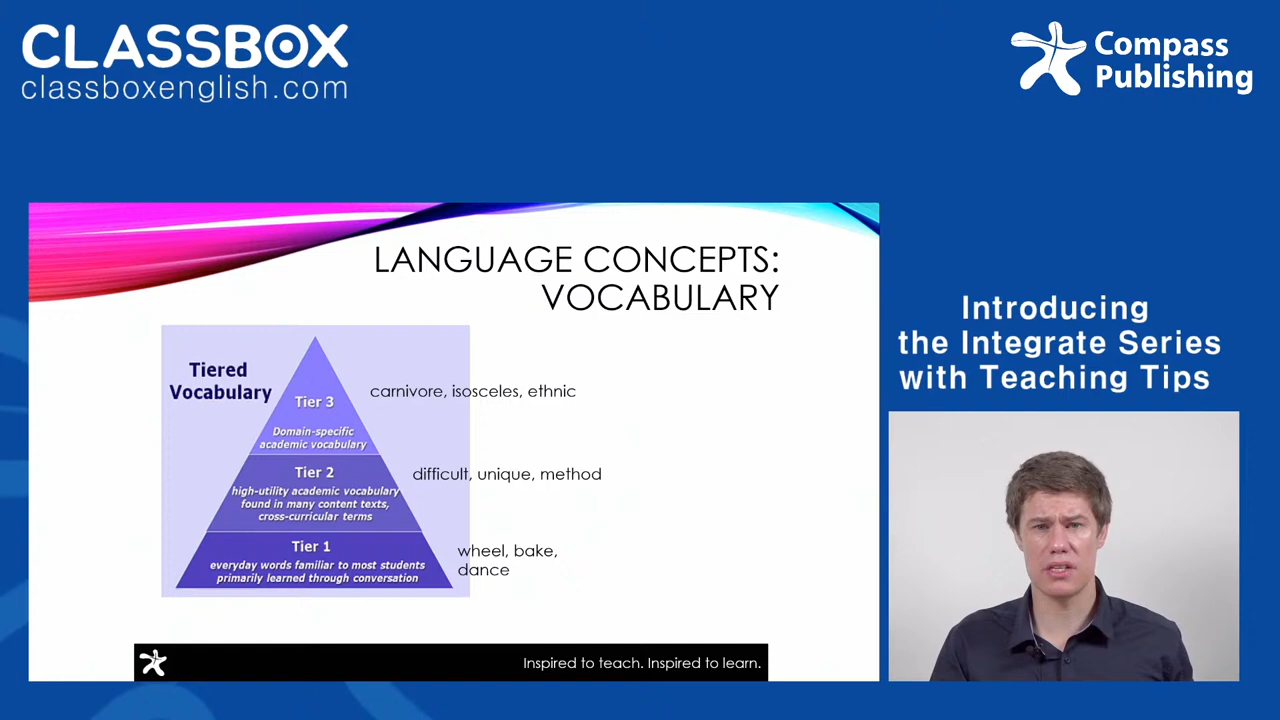 CLASSBOX
classboxenglish.com
Compass
Publishing
LANGUAGE CONCEPTS:
VOCABULARY
Tiered
Vocabulary
Tier 3
Domain-specific
academic vocabulary
carnivore, isosceles, ethnic
Tier 2
high-utility academic vocabulary
found in many content texts,
cross-curricular terms
difficult, unique, method
Tier 1
everyday words familiar to most students
primarily learned through conversation
wheel, bake,
dance
Inspired to teach. Inspired to learn.
Introducing
the Integrate Series
with Teaching Tips